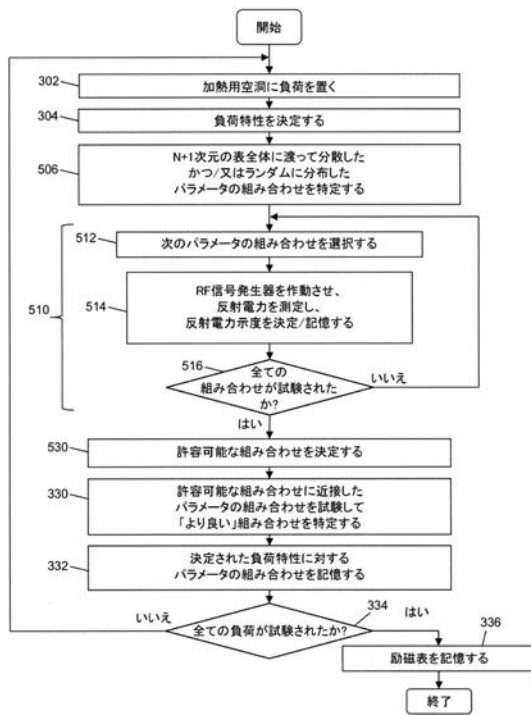 開始
302
加熱用空洞に負荷を置く
304
負荷特性を決定する
506
N+1次元の表全体に渡って分散した
かつ/又はランダムに分布した
パラメータの組み合わせを特定する
510
512
次のパラメータの組み合わせを選択する
514
RF信号発生器を作動させ、
反射電力を測定し、
反射電力示度を決定/記憶する
516
全ての
組み合わせが試験された
か?
いいえ
はい
530
許容可能な組み合わせを決定する
330
許容可能な組み合わせに近接した
パラメータの組み合わせを試験して
「より良い」組み合わせを特定する
332
決定された負荷特性に対する
パラメータの組み合わせを記憶する
いいえ
全ての負荷が試験されたか?
334
はい
336
励磁表を記憶する
終了